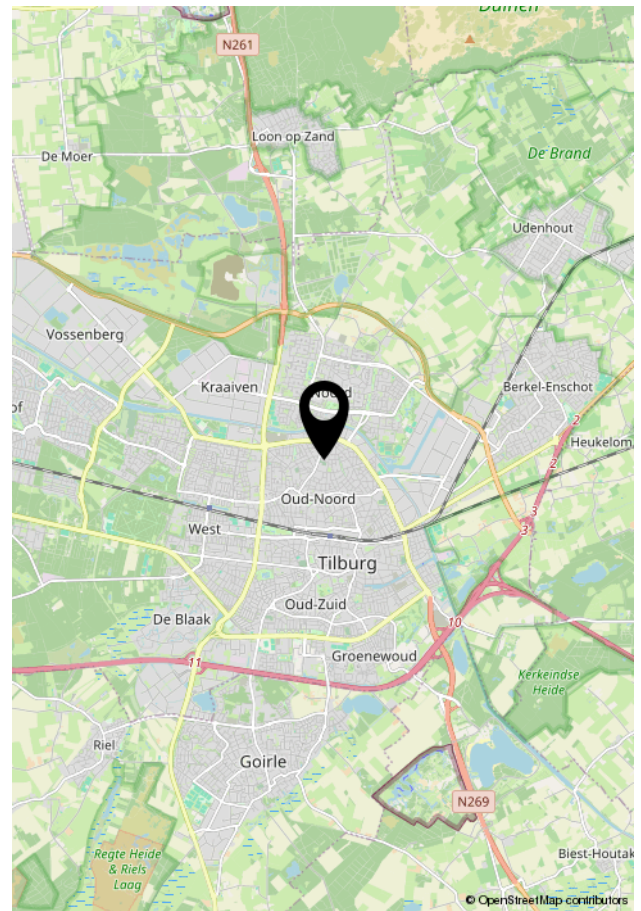 Duinen
N261
Loon op Zand
De Moer
De Brand
Udenhout
Vossenberg
Kraaiven
Berkel-Enschot
of
2
Heukelom
2
Oud-Noord
3
West
3
Tilburg
Oud-Zuid
De Blaak
10
Groenewoud
11
Kerkeindse
Heide
Riel
Goirle
N269
Regte Heide
& Riels
Laag
Biest-Houtak
© OpenStreetMap contributors